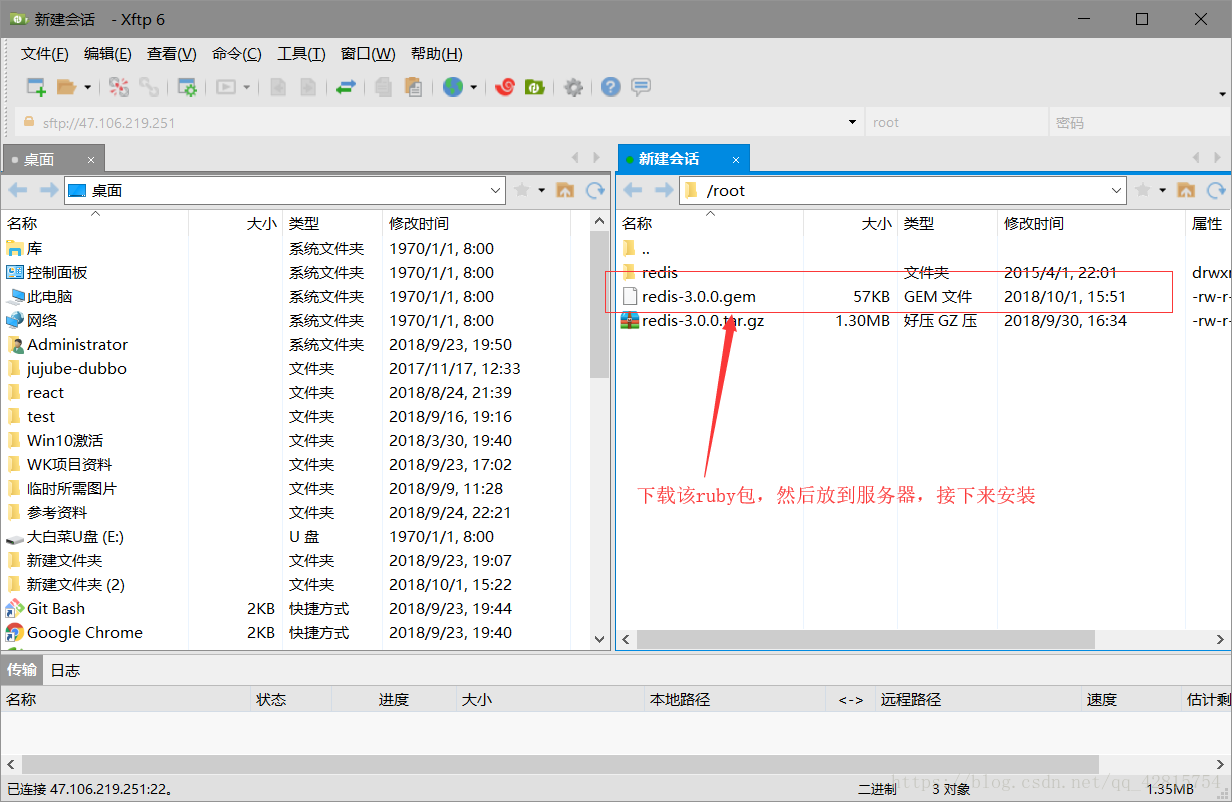 新建会话 - Xftp 6
文件(F) 编辑(E) 查看(V) 命令(C) 工具(T) 窗口(W) 帮助(H)
sftp://47.106.219.251 root 密码
桌面 × 新建会话 ×
桌面 /root
名称 大小 类型 修改时间
库 系统文件夹 1970/1/1, 8:00
控制面板 系统文件夹 1970/1/1, 8:00
此电脑 系统文件夹 1970/1/1, 8:00
网络 系统文件夹 1970/1/1, 8:00
Administrator 系统文件夹 2018/9/23, 19:50
jujube-dubbo 文件夹 2017/11/17, 12:33
react 文件夹 2018/8/24, 21:39
test 文件夹 2018/9/16, 19:16
Win10激活 文件夹 2018/3/30, 19:40
WK项目资料 文件夹 2018/9/23, 17:02
临时所需图片 文件夹 2018/9/9, 11:28
参考资料 文件夹 2018/9/24, 22:21
大白菜U盘 (E:) U 盘 1970/1/1, 8:00
新建文件夹 文件夹 2018/9/23, 19:07
新建文件夹 (2) 文件夹 2018/10/1, 15:22
Git Bash 2KB 快捷方式 2018/9/23, 19:44
Google Chrome 2KB 快捷方式 2018/9/23, 19:40
名称 大小 类型 修改时间 属性
..
redis 文件夹 2015/4/1, 22:01 drwxr
redis-3.0.0.gem 57KB GEM 文件 2018/10/1, 15:51 -rw-r-
redis-3.0.0.tar.gz 1.30MB 好压 GZ 压 2018/9/30, 16:34 -rw-r-
下载该ruby包，然后放到服务器，接下来安装
传输 日志
名称 状态 进度 大小 本地路径 <-> 远程路径 速度 估计剩
已连接 47.106.219.251:22。 二进制 3 对象 1.35MB
https://blog.csdn.net/qq_42815754